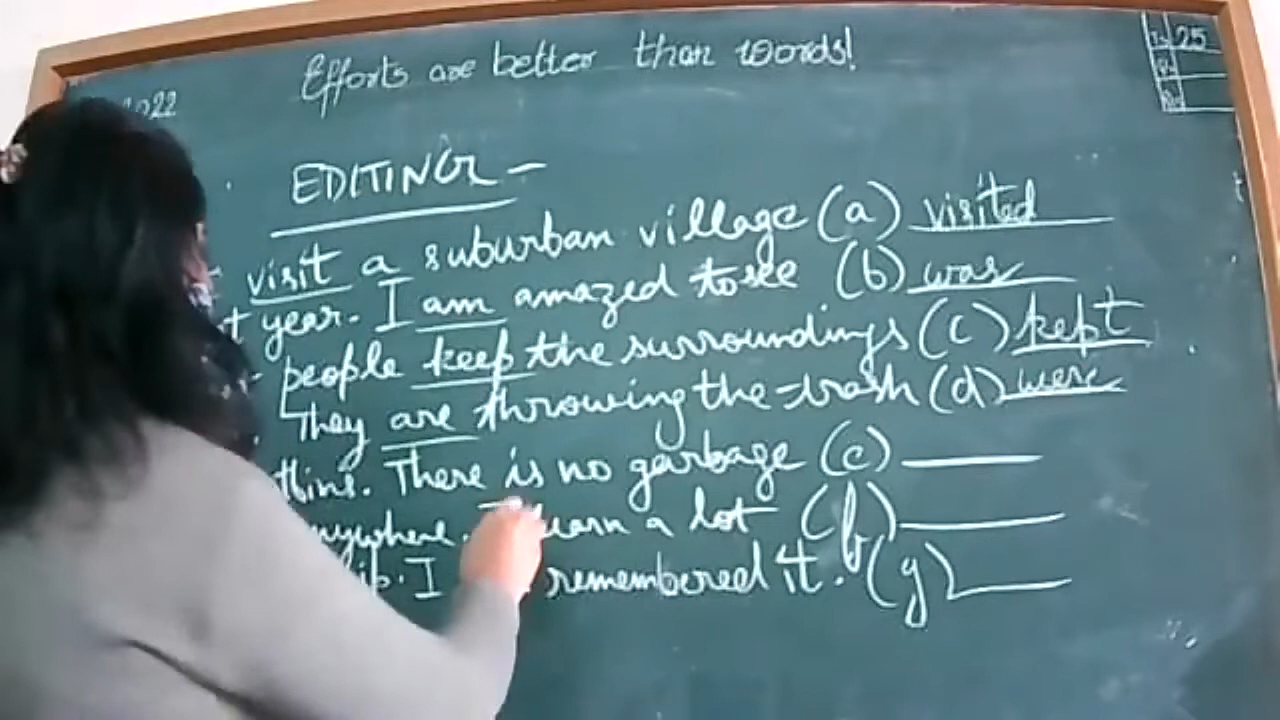 Efforts are better than words!
25
2022
EDITING -
visit a suburban village (a) visited
year. I am amazed to see (b) was
people keep the surroundings (c) kept
They are throwing the trash (d) were
There is no garbage (e)
a lot (f)
I remembered it. (g)